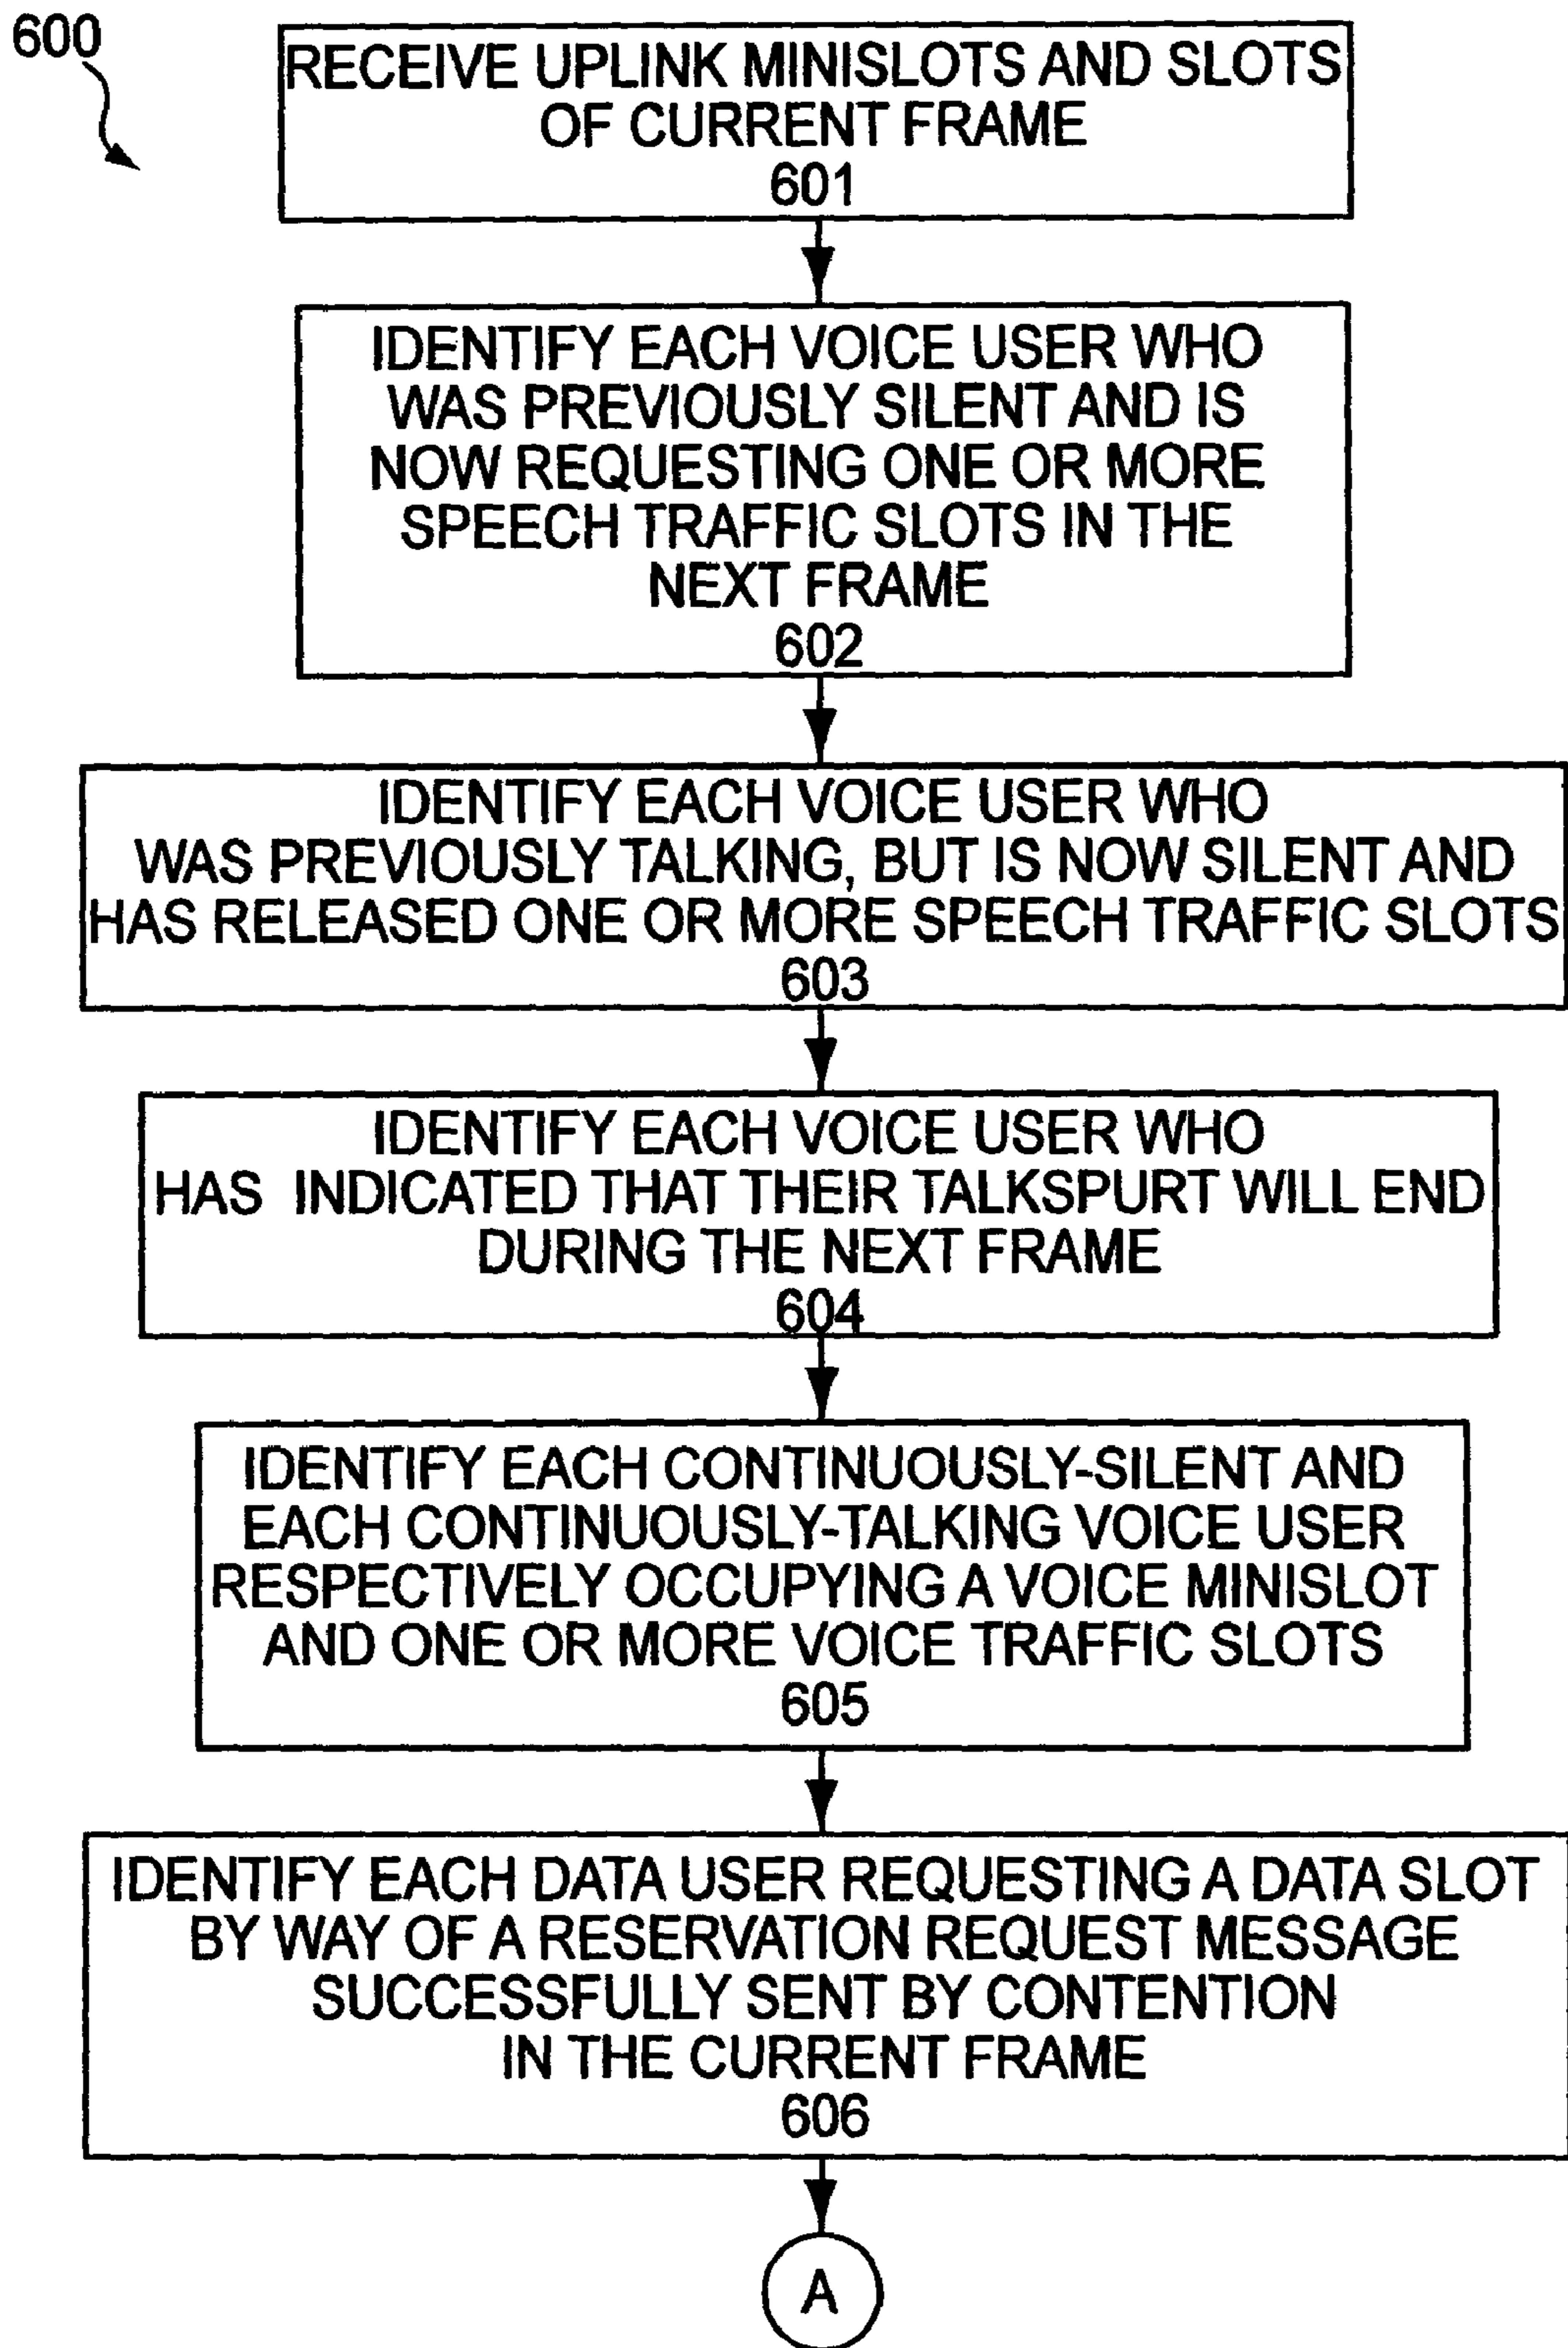 600
RECEIVE UPLINK MINISLOTS AND SLOTS
OF CURRENT FRAME
601
IDENTIFY EACH VOICE USER WHO
WAS PREVIOUSLY SILENT AND IS
NOW REQUESTING ONE OR MORE
SPEECH TRAFFIC SLOTS IN THE
NEXT FRAME
602
IDENTIFY EACH VOICE USER WHO
WAS PREVIOUSLY TALKING, BUT IS NOW SILENT AND
HAS RELEASED ONE OR MORE SPEECH TRAFFIC SLOTS
603
IDENTIFY EACH VOICE USER WHO
HAS INDICATED THAT THEIR TALKSPURT WILL END
DURING THE NEXT FRAME
604
IDENTIFY EACH CONTINUOUSLY-SILENT AND
EACH CONTINUOUSLY-TALKING VOICE USER
RESPECTIVELY OCCUPYING A VOICE MINISLOT
AND ONE OR MORE VOICE TRAFFIC SLOTS
605
IDENTIFY EACH DATA USER REQUESTING A DATA SLOT
BY WAY OF A RESERVATION REQUEST MESSAGE
SUCCESSFULLY SENT BY CONTENTION
IN THE CURRENT FRAME
606
A